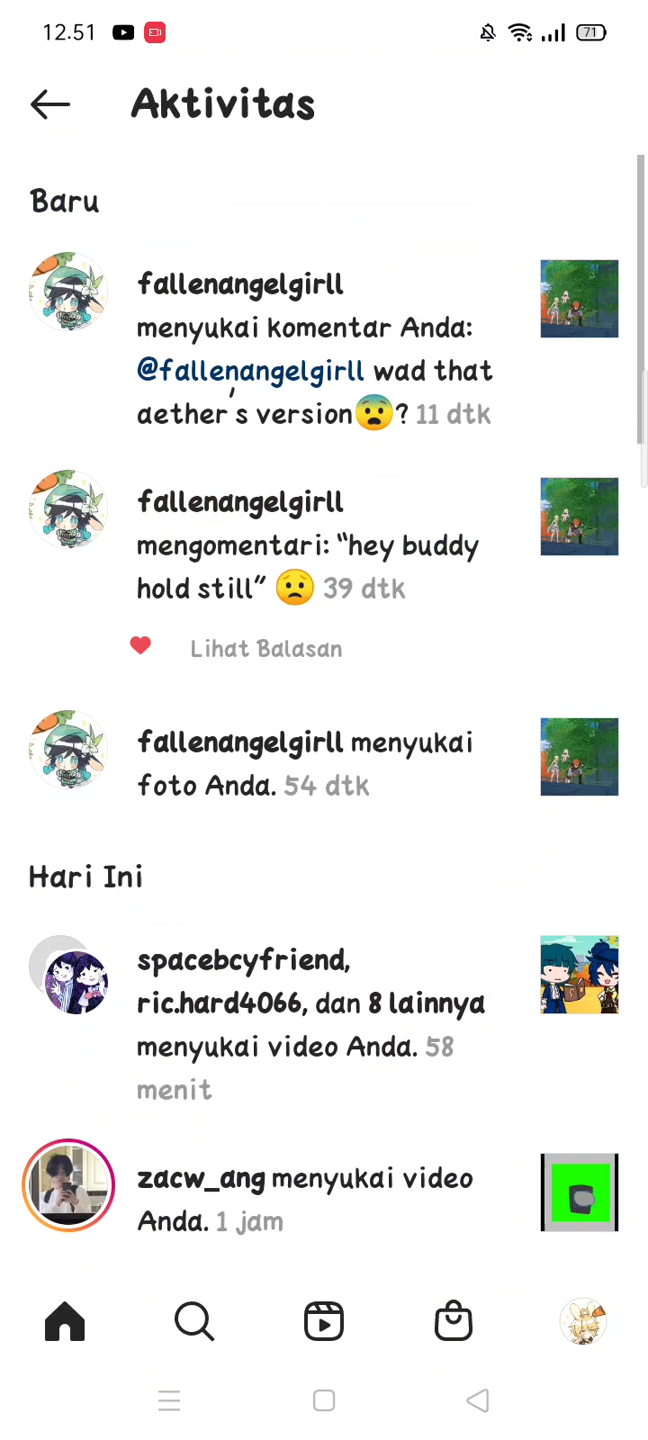 12.51
71
Aktivitas
Baru
fallenangelgirll
menyukai komentar Anda:
@fallenangelgirll wad that
aether's version😨? 11 dtk
fallenangelgirll
mengomentari: “hey buddy
hold still” 😟 39 dtk
Lihat Balasan
fallenangelgirll menyukai
foto Anda. 54 dtk
Hari Ini
spacebcyfriend,
ric.hard4066, dan 8 lainnya
menyukai video Anda. 58
menit
zacw_ang menyukai video
Anda. 1 jam